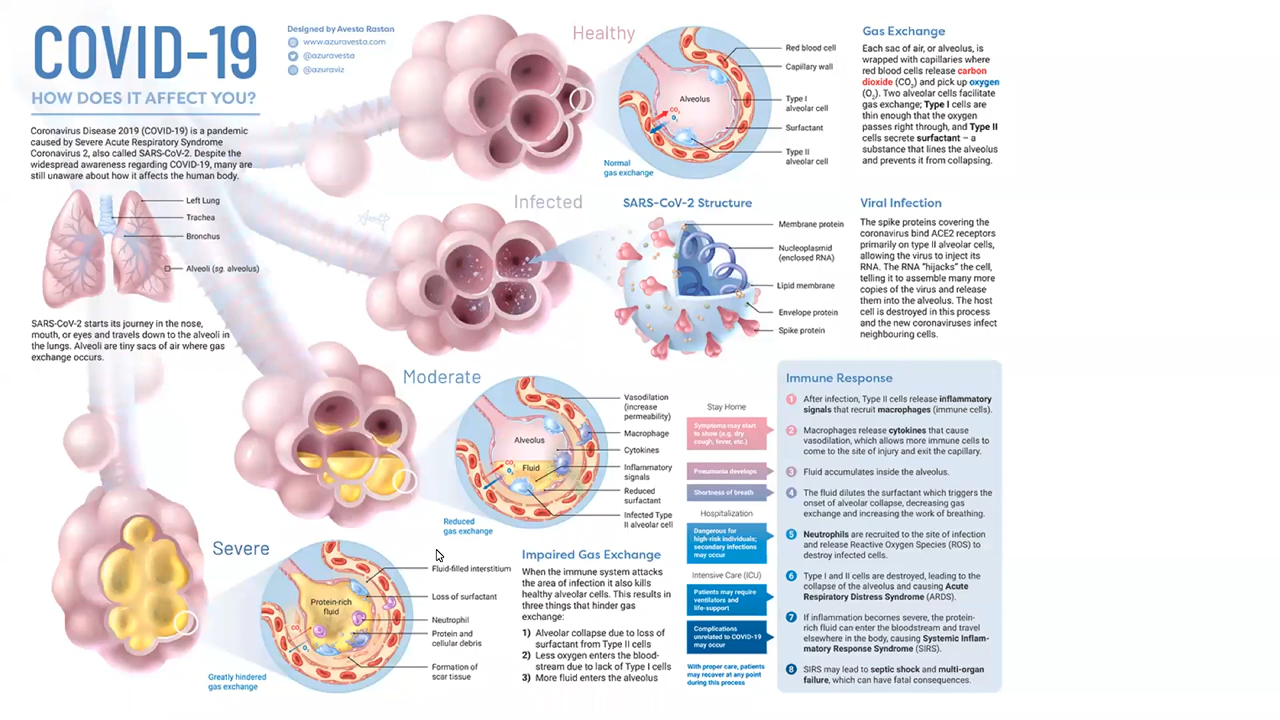 COVID-19
HOW DOES IT AFFECT YOU?
Designed by Avesta Rastan
www.azuravesta.com
@azuravesta
@azuraviz
Coronavirus Disease 2019 (COVID-19) is a pandemic
caused by Severe Acute Respiratory Syndrome
Coronavirus 2, also called SARS-CoV-2. Despite the
widespread awareness regarding COVID-19, many are
still unaware about how it affects the human body.
Left Lung
Trachea
Bronchus
Alveoli (sg. alveolus)
SARS-CoV-2 starts its journey in the nose,
mouth, or eyes and travels down to the alveoli in
the lungs. Alveoli are tiny sacs of air where gas
exchange occurs.
Healthy
Alveolus
CO₂
O₂
Red blood cell
Capillary wall
Type I
alveolar cell
Surfactant
Type II
alveolar cell
Normal
gas exchange
Gas Exchange
Each sac of air, or alveolus, is
wrapped with capillaries where
red blood cells release carbon
dioxide (CO₂) and pick up oxygen
(O₂). Two alveolar cells facilitate
gas exchange; Type I cells are
thin enough that the oxygen
passes right through, and Type II
cells secrete surfactant – a
substance that lines the alveolus
and prevents it from collapsing.
Infected
SARS-CoV-2 Structure
Membrane protein
Nucleoplasmid
(enclosed RNA)
Lipid membrane
Envelope protein
Spike protein
Viral Infection
The spike proteins covering the
coronavirus bind ACE2 receptors
primarily on type II alveolar cells,
allowing the virus to inject its
RNA. The RNA "hijacks" the cell,
telling it to assemble many more
copies of the virus and release
them into the alveolus. The host
cell is destroyed in this process
and the new coronaviruses infect
neighbouring cells.
Moderate
Alveolus
Fluid
CO₂
O₂
Vasodilation
(increase
permeability)
Macrophage
Cytokines
Inflammatory
signals
Reduced
surfactant
Infected Type
II alveolar cell
Reduced
gas exchange
Severe
Protein-rich
fluid
CO₂
O₂
Fluid-filled interstitium
Loss of surfactant
Neutrophil
Protein and
cellular debris
Formation of
scar tissue
Greatly hindered
gas exchange
Impaired Gas Exchange
When the immune system attacks
the area of infection it also kills
healthy alveolar cells. This results in
three things that hinder gas
exchange:
1) Alveolar collapse due to loss of
surfactant from Type II cells
2) Less oxygen enters the blood-
stream due to lack of Type I cells
3) More fluid enters the alveolus
Stay Home
Symptoms may start
to show (e.g. dry
cough, fever, etc.)
Pneumonia develops
Shortness of breath
Hospitalization
Dangerous for
high-risk individuals;
secondary infections
may occur
Intensive Care (ICU)
Patients may require
ventilators and
life-support
Complications
unrelated to COVID-19
may occur
With proper care, patients
may recover at any point
during this process
Immune Response
1 After infection, Type II cells release inflammatory
signals that recruit macrophages (immune cells).
2 Macrophages release cytokines that cause
vasodilation, which allows more immune cells to
come to the site of injury and exit the capillary.
3 Fluid accumulates inside the alveolus.
4 The fluid dilutes the surfactant which triggers the
onset of alveolar collapse, decreasing gas
exchange and increasing the work of breathing.
5 Neutrophils are recruited to the site of infection
and release Reactive Oxygen Species (ROS) to
destroy infected cells.
6 Type I and II cells are destroyed, leading to the
collapse of the alveolus and causing Acute
Respiratory Distress Syndrome (ARDS).
7 If inflammation becomes severe, the protein-
rich fluid can enter the bloodstream and travel
elsewhere in the body, causing Systemic Inflam-
matory Response Syndrome (SIRS).
8 SIRS may lead to septic shock and multi-organ
failure, which can have fatal consequences.